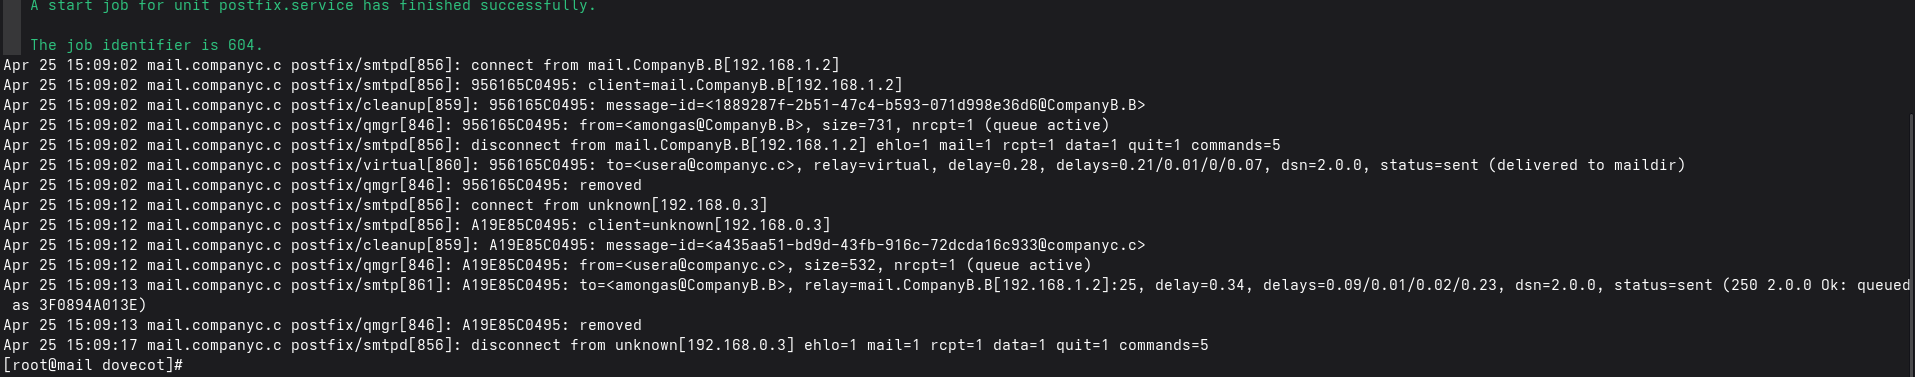 A start job for unit postfix.service has finished successfully.
The job identifier is 604.
Apr 25 15:09:02 mail.companyc.c postfix/smtpd[856]: connect from mail.CompanyB.B[192.168.1.2]
Apr 25 15:09:02 mail.companyc.c postfix/smtpd[856]: 956165C0495: client=mail.CompanyB.B[192.168.1.2]
Apr 25 15:09:02 mail.companyc.c postfix/cleanup[859]: 956165C0495: message-id=<1889287f-2b51-47c4-b593-071d998e36d6@CompanyB.B>
Apr 25 15:09:02 mail.companyc.c postfix/qmgr[846]: 956165C0495: from=<amongas@CompanyB.B>, size=731, nrcpt=1 (queue active)
Apr 25 15:09:02 mail.companyc.c postfix/smtpd[856]: disconnect from mail.CompanyB.B[192.168.1.2] ehlo=1 mail=1 rcpt=1 data=1 quit=1 commands=5
Apr 25 15:09:02 mail.companyc.c postfix/virtual[860]: 956165C0495: to=<usera@companyc.c>, relay=virtual, delay=0.28, delays=0.21/0.01/0/0.07, dsn=2.0.0, status=sent (delivered to maildir)
Apr 25 15:09:02 mail.companyc.c postfix/qmgr[846]: 956165C0495: removed
Apr 25 15:09:12 mail.companyc.c postfix/smtpd[856]: connect from unknown[192.168.0.3]
Apr 25 15:09:12 mail.companyc.c postfix/smtpd[856]: A19E85C0495: client=unknown[192.168.0.3]
Apr 25 15:09:12 mail.companyc.c postfix/cleanup[859]: A19E85C0495: message-id=<a435aa51-bd9d-43fb-916c-72dcda16c933@companyc.c>
Apr 25 15:09:12 mail.companyc.c postfix/qmgr[846]: A19E85C0495: from=<usera@companyc.c>, size=532, nrcpt=1 (queue active)
Apr 25 15:09:13 mail.companyc.c postfix/smtp[861]: A19E85C0495: to=<amongas@CompanyB.B>, relay=mail.CompanyB.B[192.168.1.2]:25, delay=0.34, delays=0.09/0.01/0.02/0.23, dsn=2.0.0, status=sent (250 2.0.0 Ok: queued
as 3F0894A013E)
Apr 25 15:09:13 mail.companyc.c postfix/qmgr[846]: A19E85C0495: removed
Apr 25 15:09:17 mail.companyc.c postfix/smtpd[856]: disconnect from unknown[192.168.0.3] ehlo=1 mail=1 rcpt=1 data=1 quit=1 commands=5
[root@mail dovecot]#